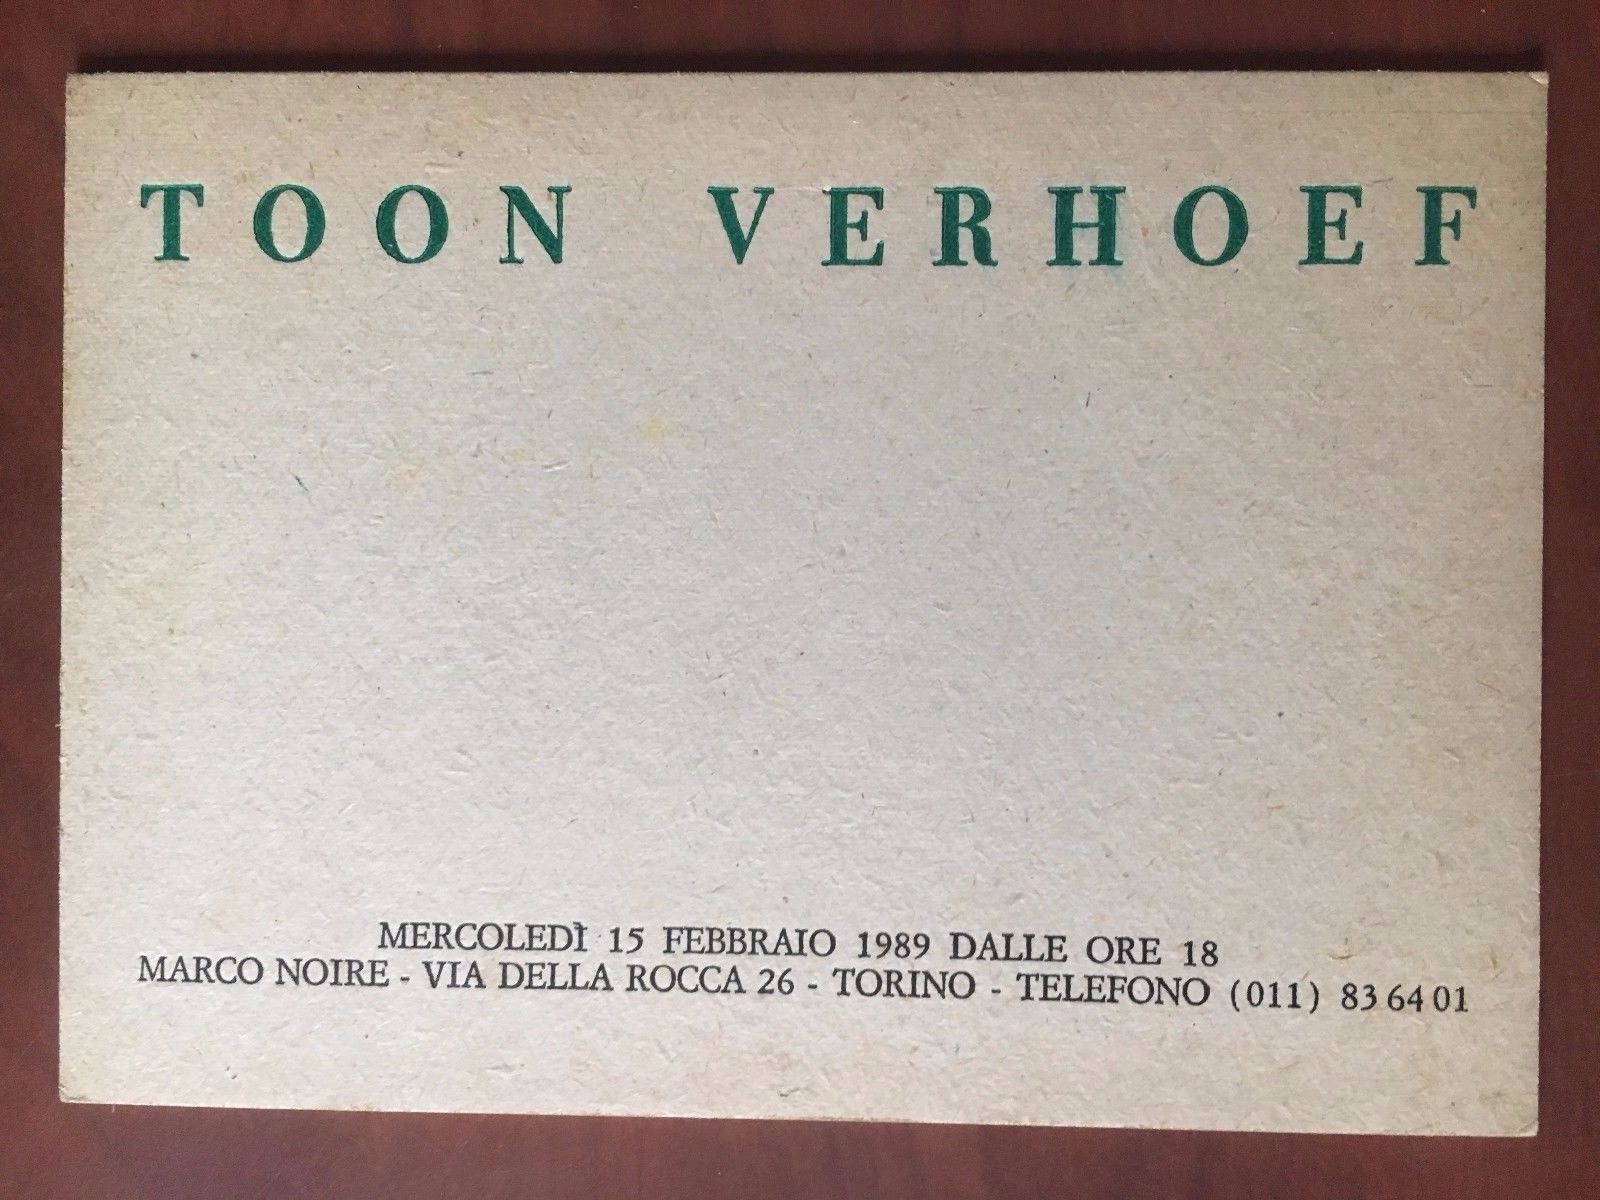 TOON VERHOEF
MERCOLEDÌ 15 FEBBRAIO 1989 DALLE ORE 18
MARCO NOIRE - VIA DELLA ROCCA 26 - TORINO - TELEFONO (011) 83 64 01